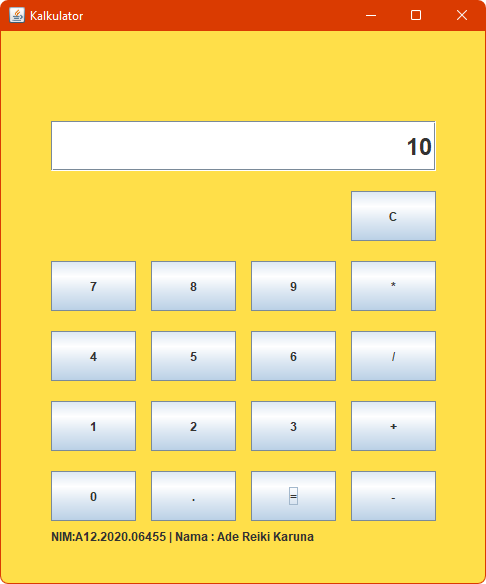 Kalkulator
10
C
7 8 9 *
4 5 6 /
1 2 3 +
0 . = -
NIM:A12.2020.06455 | Nama : Ade Reiki Karuna